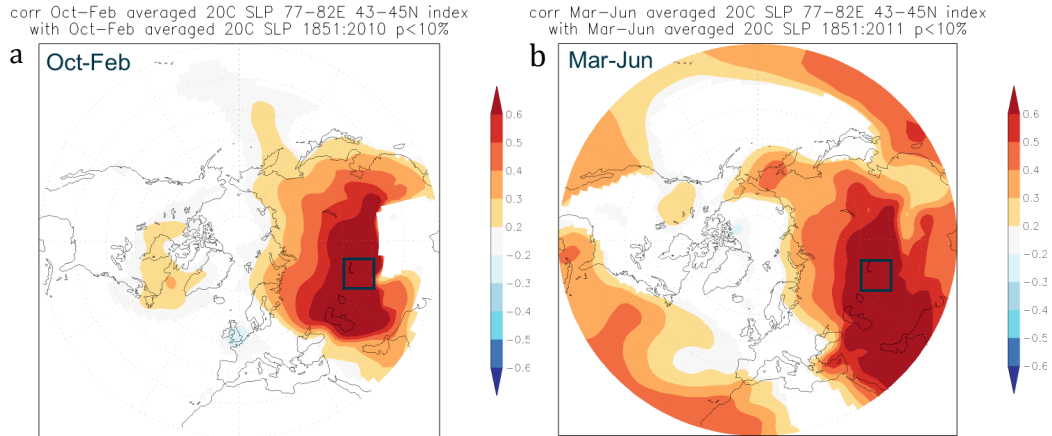 corr Oct-Feb averaged 20C SLP 77-82E 43-45N index
with Oct-Feb averaged 20C SLP 1851:2010 p<10%
a
Oct-Feb
0.6
0.5
0.4
0.3
0.2
-0.2
-0.3
-0.4
-0.5
-0.6
corr Mar-Jun averaged 20C SLP 77-82E 43-45N index
with Mar-Jun averaged 20C SLP 1851:2011 p<10%
b
Mar-Jun
0.6
0.5
0.4
0.3
0.2
-0.2
-0.3
-0.4
-0.5
-0.6